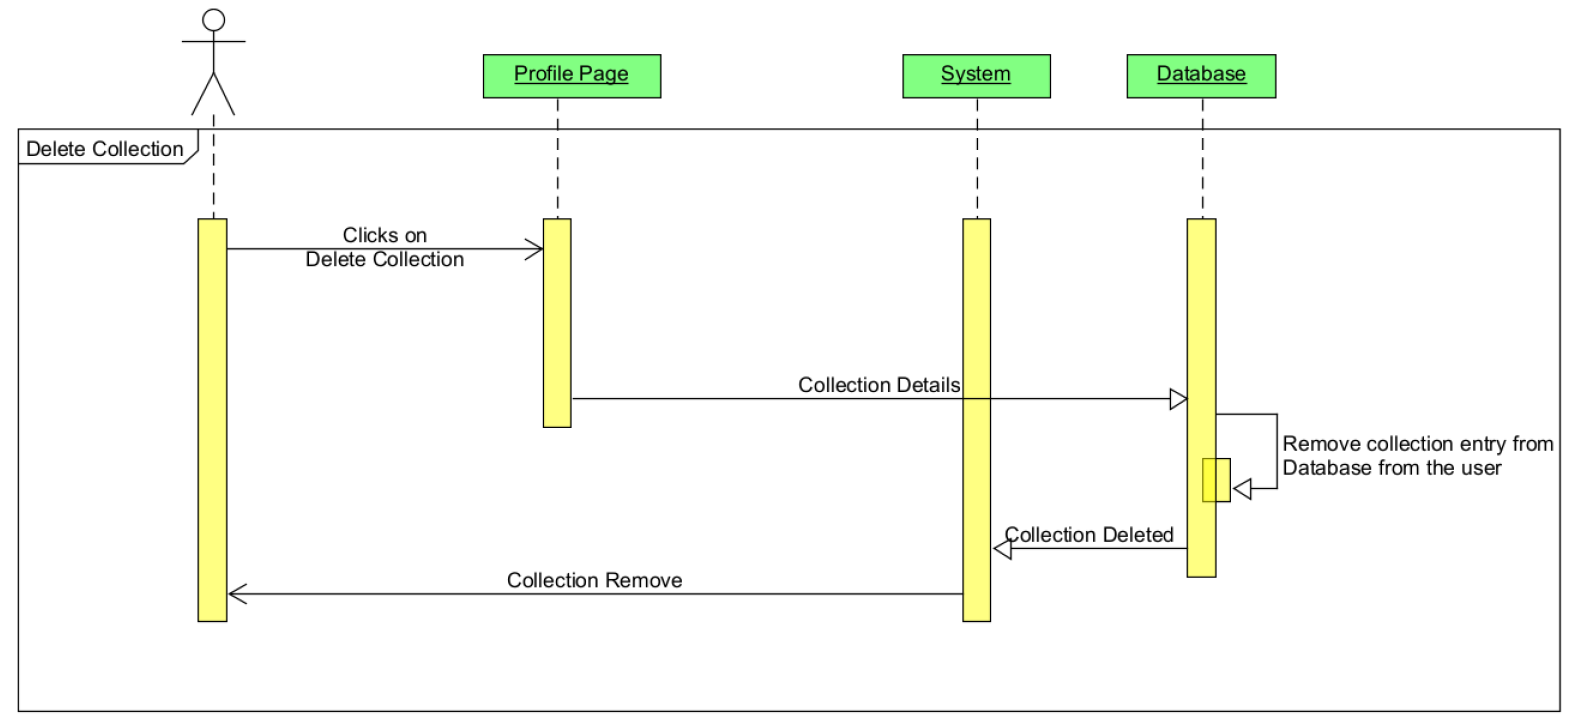 Profile Page
System
Database
Delete Collection
Clicks on
Delete Collection
Collection Details
Remove collection entry from
Database from the user
Collection Deleted
Collection Remove